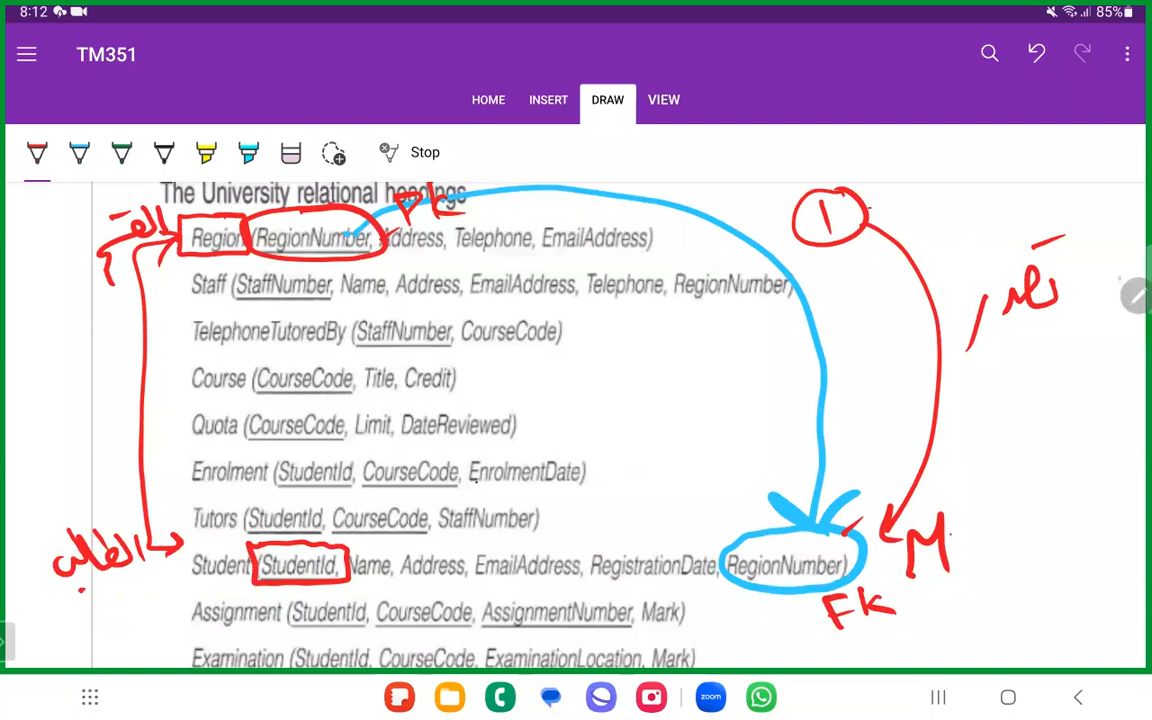 8:12 85%
TM351
HOME INSERT DRAW VIEW
Stop
The University relational headings
PK
1
Region (RegionNumber, Address, Telephone, EmailAddress)
Staff (StaffNumber, Name, Address, EmailAddress, Telephone, RegionNumber)
TelephoneTutoredBy (StaffNumber, CourseCode)
Course (CourseCode, Title, Credit)
Quota (CourseCode, Limit, DateReviewed)
Enrolment (StudentId, CourseCode, EnrolmentDate)
Tutors (StudentId, CourseCode, StaffNumber)
M
الطالب
Student (StudentId, Name, Address, EmailAddress, RegistrationDate, RegionNumber)
FK
Assignment (StudentId, CourseCode, AssignmentNumber, Mark)
Examination (StudentId, CourseCode, ExaminationLocation, Mark)
zoom